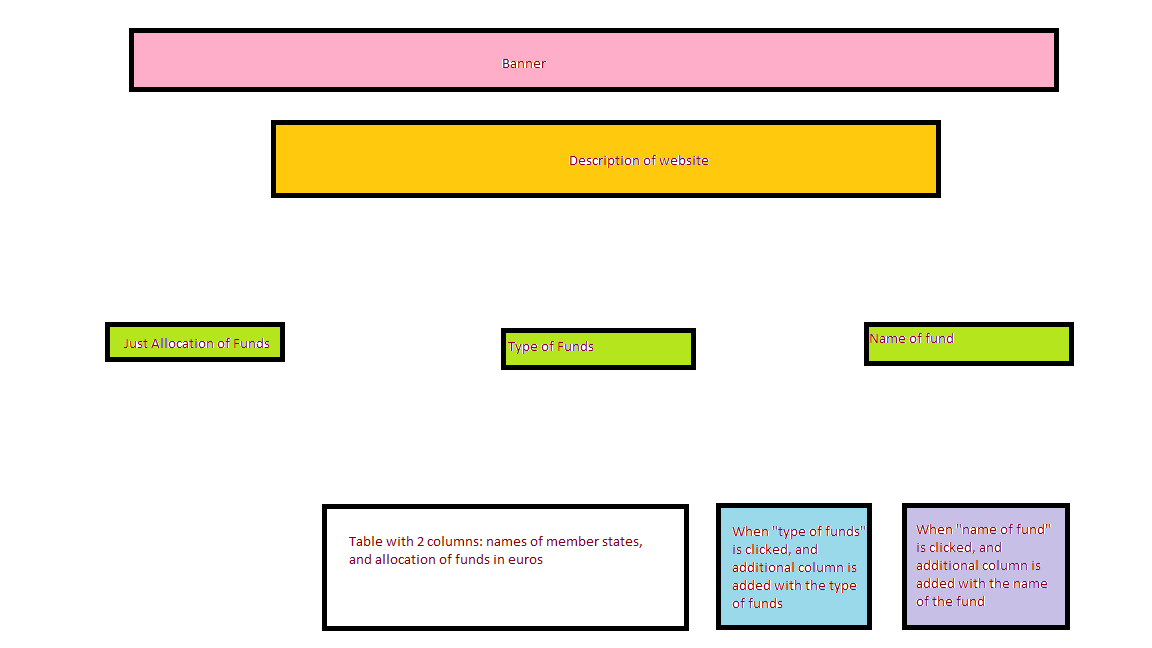 Banner
Description of website
Just Allocation of Funds
Type of Funds
Name of fund
Table with 2 columns: names of member states,
and allocation of funds in euros
When "type of funds"
is clicked, and
additional column is
added with the type
of funds
When "name of fund"
is clicked, and
additional column is
added with the name
of the fund